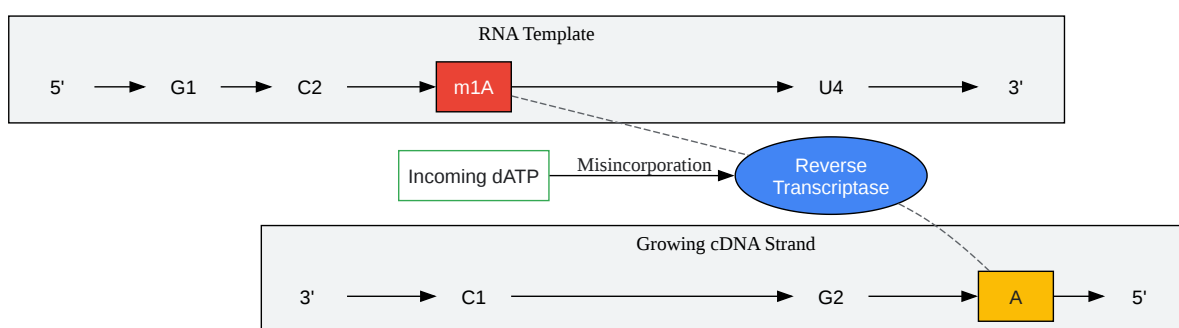 RNA Template
5' G1 C2 m1A U4 3'
Incoming dATP Misincorporation Reverse
Transcriptase
Growing cDNA Strand
3' C1 G2 A 5'